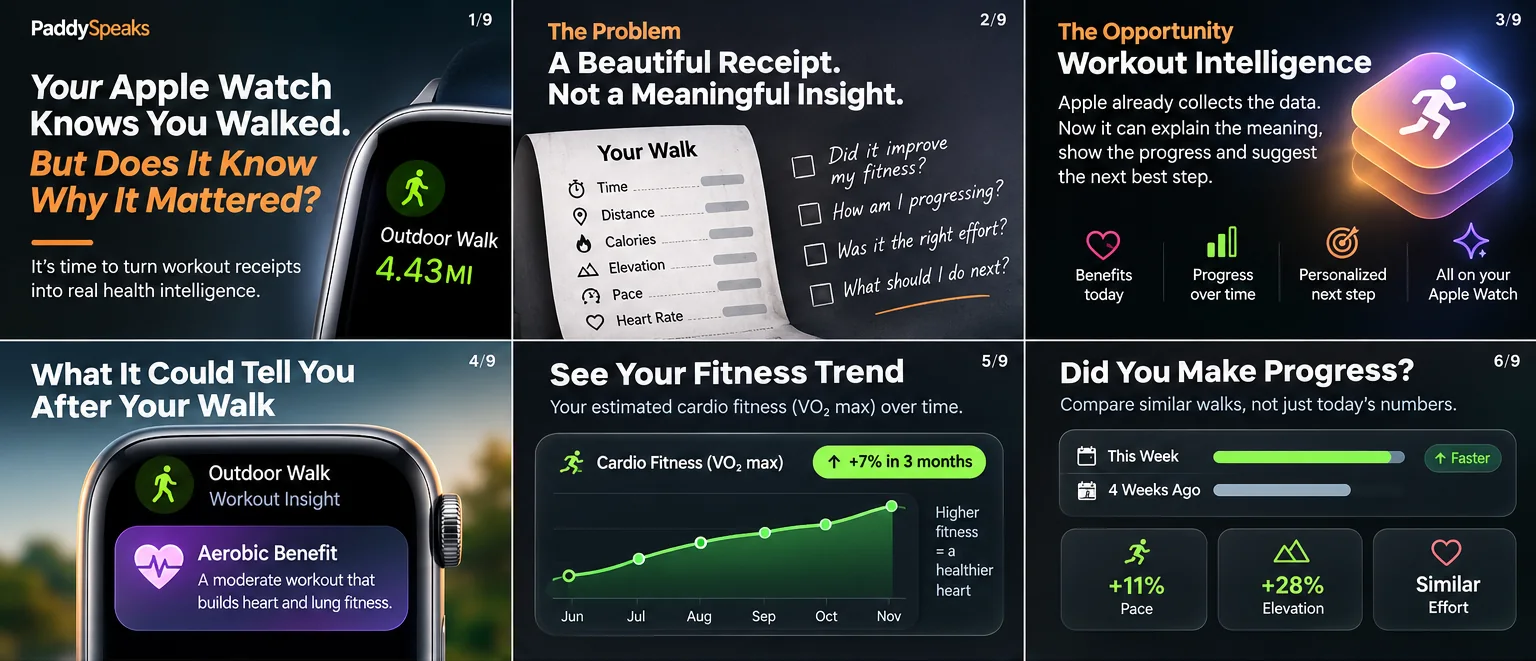 PaddySpeaks
1/9
Your Apple Watch
Knows You Walked.
But Does It Know
Why It Mattered?
It's time to turn workout receipts
into real health intelligence.
Outdoor Walk
4.43MI
2/9
The Problem
A Beautiful Receipt.
Not a Meaningful Insight.
Your Walk
Time
Distance
Calories
Elevation
Pace
Heart Rate
Did it improve
my fitness?
How am I progressing?
Was it the right effort?
What should I do next?
3/9
The Opportunity
Workout Intelligence
Apple already collects the data.
Now it can explain the meaning,
show the progress and suggest
the next best step.
Benefits
today
Progress
over time
Personalized
next step
All on your
Apple Watch
4/9
What It Could Tell You
After Your Walk
Outdoor Walk
Workout Insight
Aerobic Benefit
A moderate workout that
builds heart and lung fitness.
5/9
See Your Fitness Trend
Your estimated cardio fitness (VO₂ max) over time.
Cardio Fitness (VO₂ max)
↑ +7% in 3 months
Higher
fitness
= a
healthier
heart
Jun Jul Aug Sep Oct Nov
6/9
Did You Make Progress?
Compare similar walks, not just today's numbers.
This Week
↑ Faster
4 Weeks Ago
+11%
Pace
+28%
Elevation
Similar
Effort